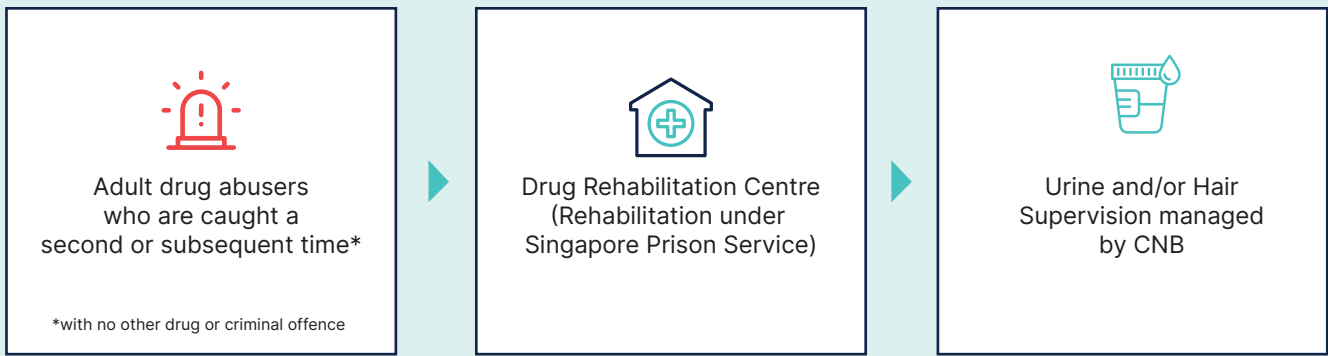 Adult drug abusers
who are caught a
second or subsequent time*
*with no other drug or criminal offence
Drug Rehabilitation Centre
(Rehabilitation under
Singapore Prison Service)
Urine and/or Hair
Supervision managed
by CNB